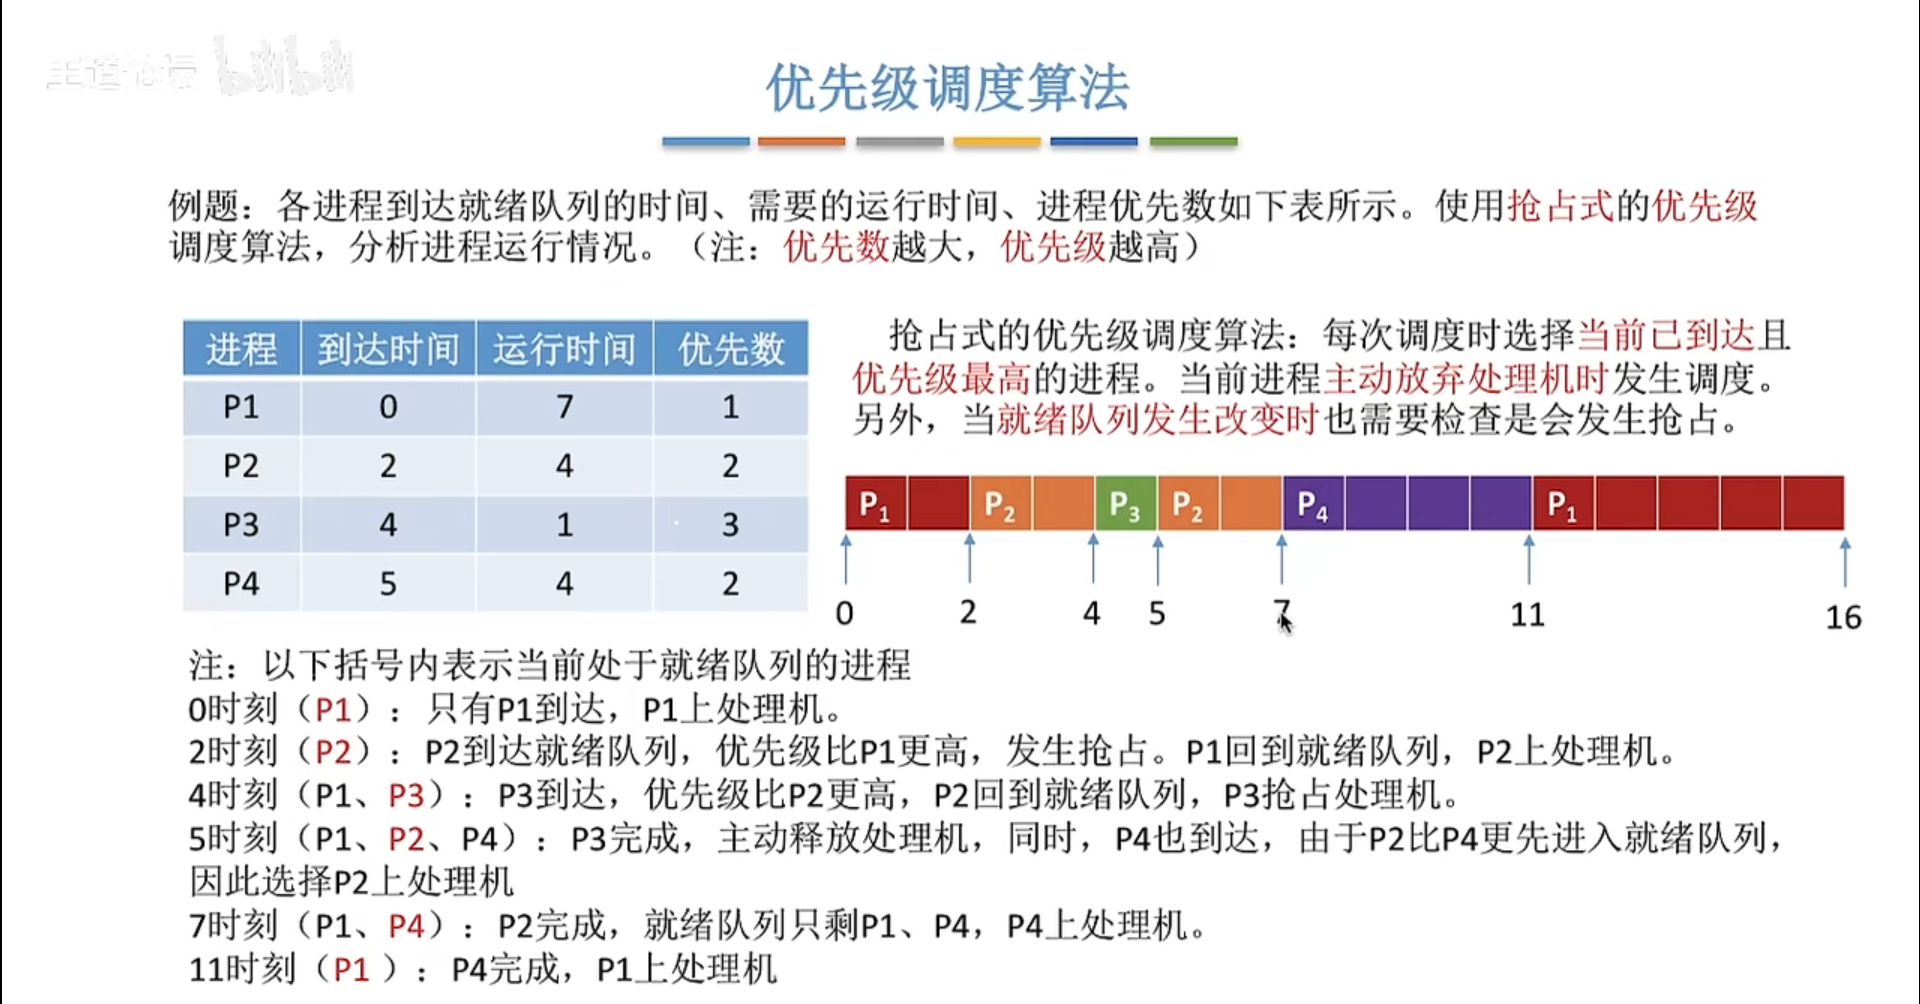 王道论坛 bilibili
优先级调度算法
例题：各进程到达就绪队列的时间、需要的运行时间、进程优先数如下表所示。使用抢占式的优先级
调度算法，分析进程运行情况。（注：优先数越大，优先级越高）
进程 到达时间 运行时间 优先数
P1 0 7 1
P2 2 4 2
P3 4 1 3
P4 5 4 2
抢占式的优先级调度算法：每次调度时选择当前已到达且
优先级最高的进程。当前进程主动放弃处理机时发生调度。
另外，当就绪队列发生改变时也需要检查是会发生抢占。
P1 P2 P3 P2 P4 P1
0 2 4 5 7 11 16
注：以下括号内表示当前处于就绪队列的进程
0时刻（P1）：只有P1到达，P1上处理机。
2时刻（P2）：P2到达就绪队列，优先级比P1更高，发生抢占。P1回到就绪队列，P2上处理机。
4时刻（P1、P3）：P3到达，优先级比P2更高，P2回到就绪队列，P3抢占处理机。
5时刻（P1、P2、P4）：P3完成，主动释放处理机，同时，P4也到达，由于P2比P4更先进入就绪队列，
因此选择P2上处理机
7时刻（P1、P4）：P2完成，就绪队列只剩P1、P4，P4上处理机。
11时刻（P1 ）：P4完成，P1上处理机